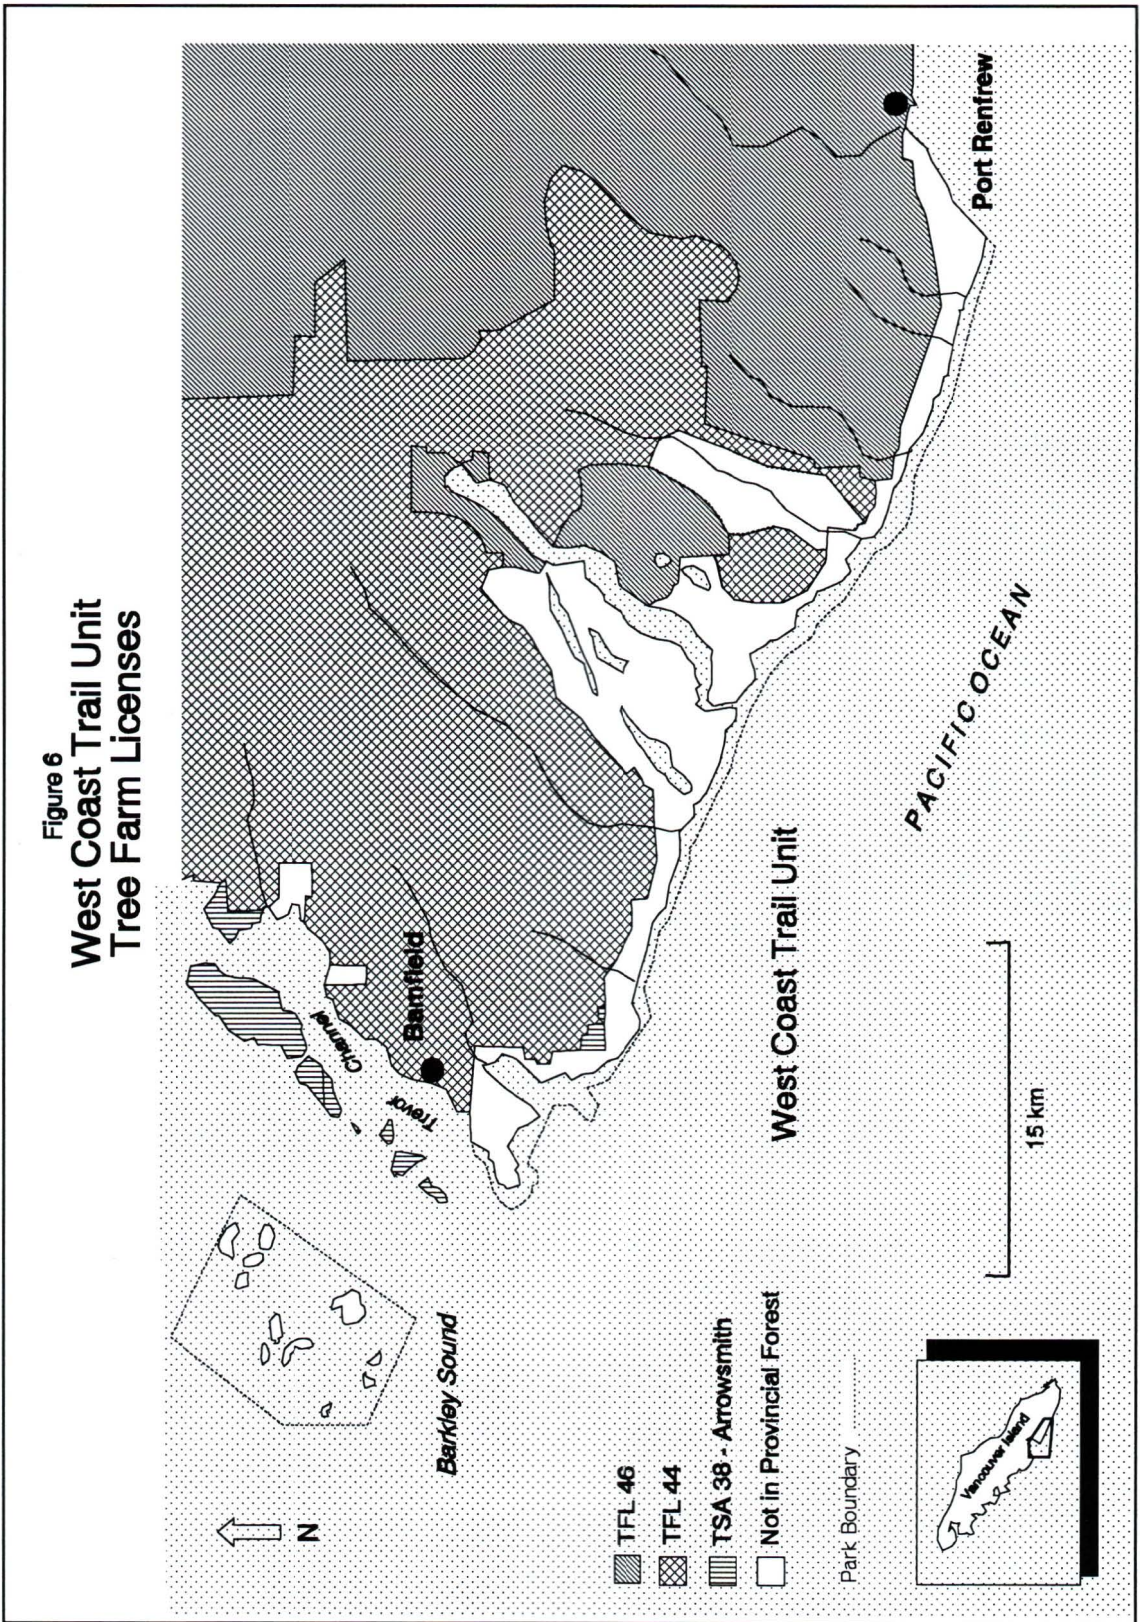 Figure 6
West Coast Trail Unit
Tree Farm Licenses
Port Renfrew
Bamfield
Trevor
Channel
Barkley Sound
PACIFIC OCEAN
West Coast Trail Unit
15 km
N
TFL 46
TFL 44
TSA 38 - Arrowsmith
Not in Provincial Forest
Park Boundary
Vancouver Island